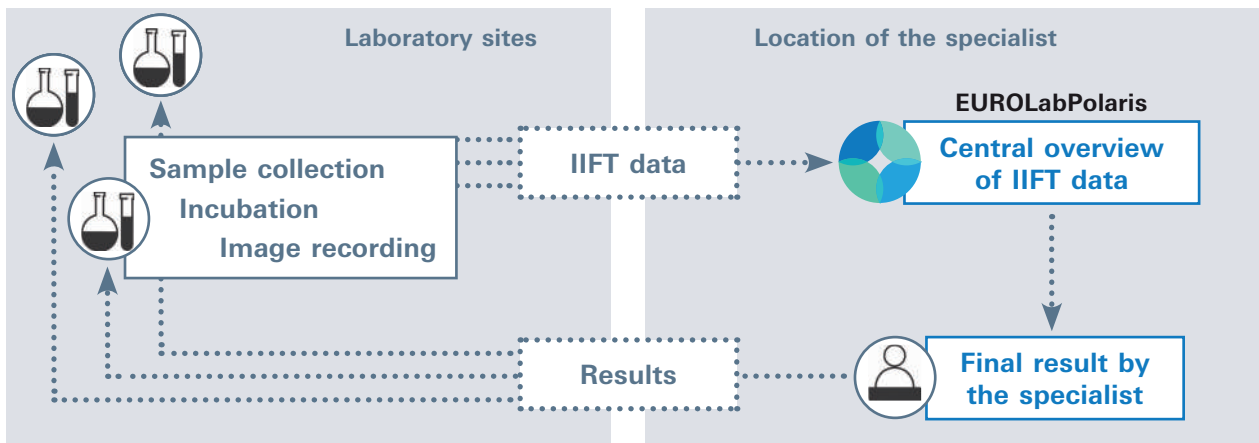 Laboratory sites
Location of the specialist
EUROLabPolaris
Sample collection
Incubation
Image recording
IIFT data
Central overview
of IIFT data
Results
Final result by
the specialist